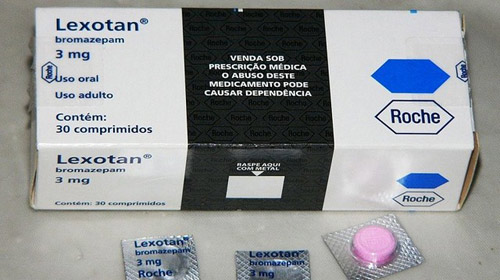 Lexotan®
bromazepam
3 mg
Uso oral
Uso adulto
Contém:
30 comprimidos
VENDA SOB
PRESCRIÇÃO MÉDICA
O ABUSO DESTE
MEDICAMENTO PODE
CAUSAR DEPENDÊNCIA
Roche
Lexotan®
bromazepam
3 mg
Contém: 30 comprimidos
RASPE AQUI
COM METAL
Roche
Lexotan®
bromazepam
3 mg
Roche
Lexotan®
bromazepam
3 mg